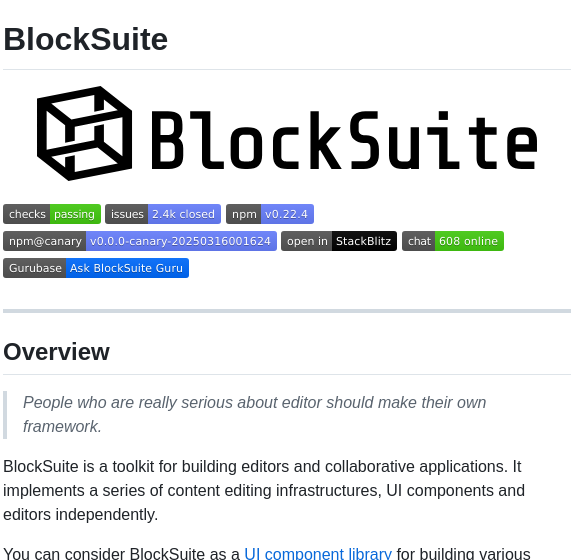 BlockSuite
BlockSuite
checks passing issues 2.4k closed npm v0.22.4
npm@canary v0.0.0-canary-20250316001624 open in StackBlitz chat 608 online
Gurubase Ask BlockSuite Guru
Overview
People who are really serious about editor should make their own
framework.
BlockSuite is a toolkit for building editors and collaborative applications. It
implements a series of content editing infrastructures, UI components and
editors independently.
You can consider BlockSuite as a UI component library for building various